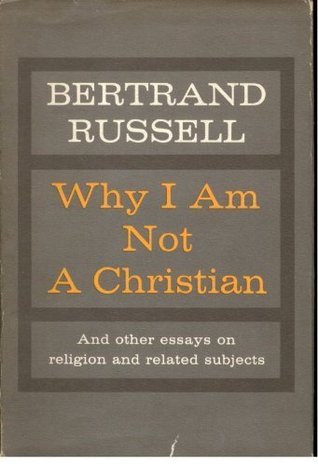 BERTRAND
RUSSELL
Why I Am
Not
A Christian
And other essays on
religion and related subjects